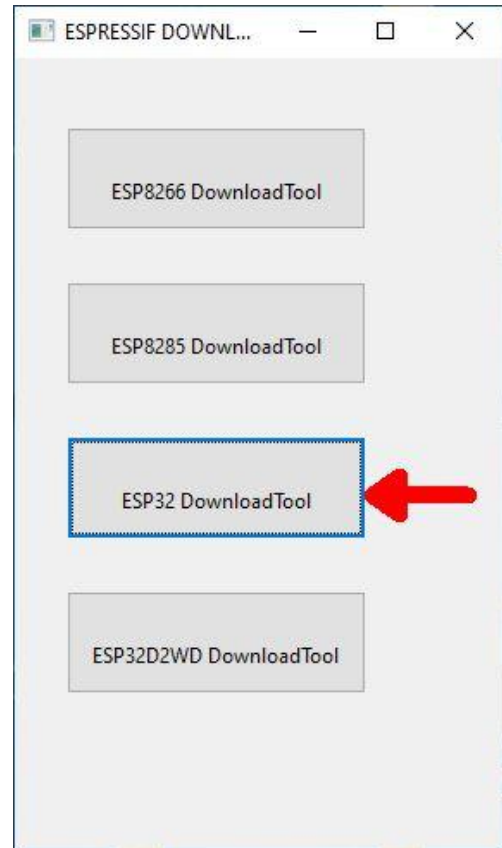 ESPRESSIF DOWNL...
ESP8266 DownloadTool
ESP8285 DownloadTool
ESP32 DownloadTool
ESP32D2WD DownloadTool